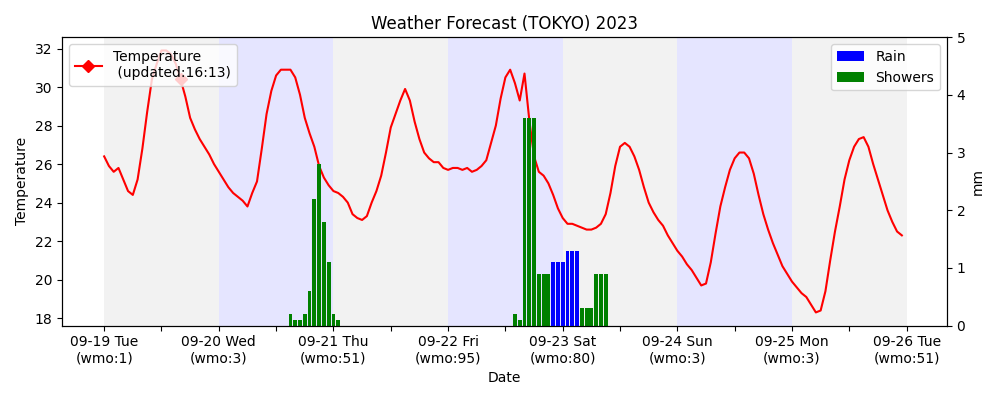 Weather Forecast (TOKYO) 2023
Temperature
(updated:16:13)
Rain
Showers
32
30
28
26
24
22
20
18
Temperature
5
4
3
2
1
0
mm
09-19 Tue
(wmo:1)
09-20 Wed
(wmo:3)
09-21 Thu
(wmo:51)
09-22 Fri
(wmo:95)
09-23 Sat
(wmo:80)
09-24 Sun
(wmo:3)
09-25 Mon
(wmo:3)
09-26 Tue
(wmo:51)
Date